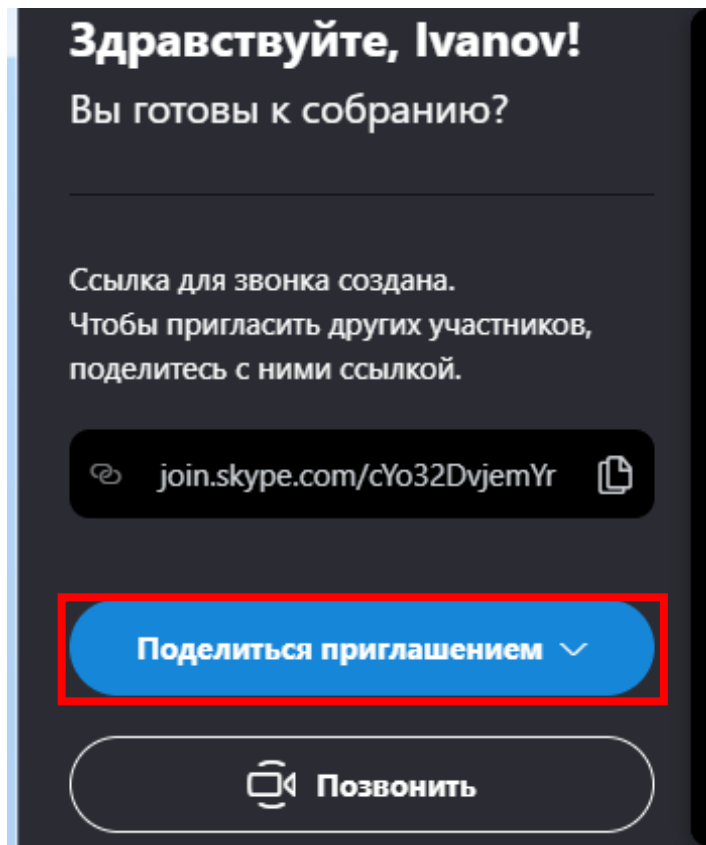 Здравствуйте, Ivanov!
Вы готовы к собранию?
Ссылка для звонка создана.
Чтобы пригласить других участников,
поделитесь с ними ссылкой.
join.skype.com/cYo32DvjemYr
Поделиться приглашением
Позвонить